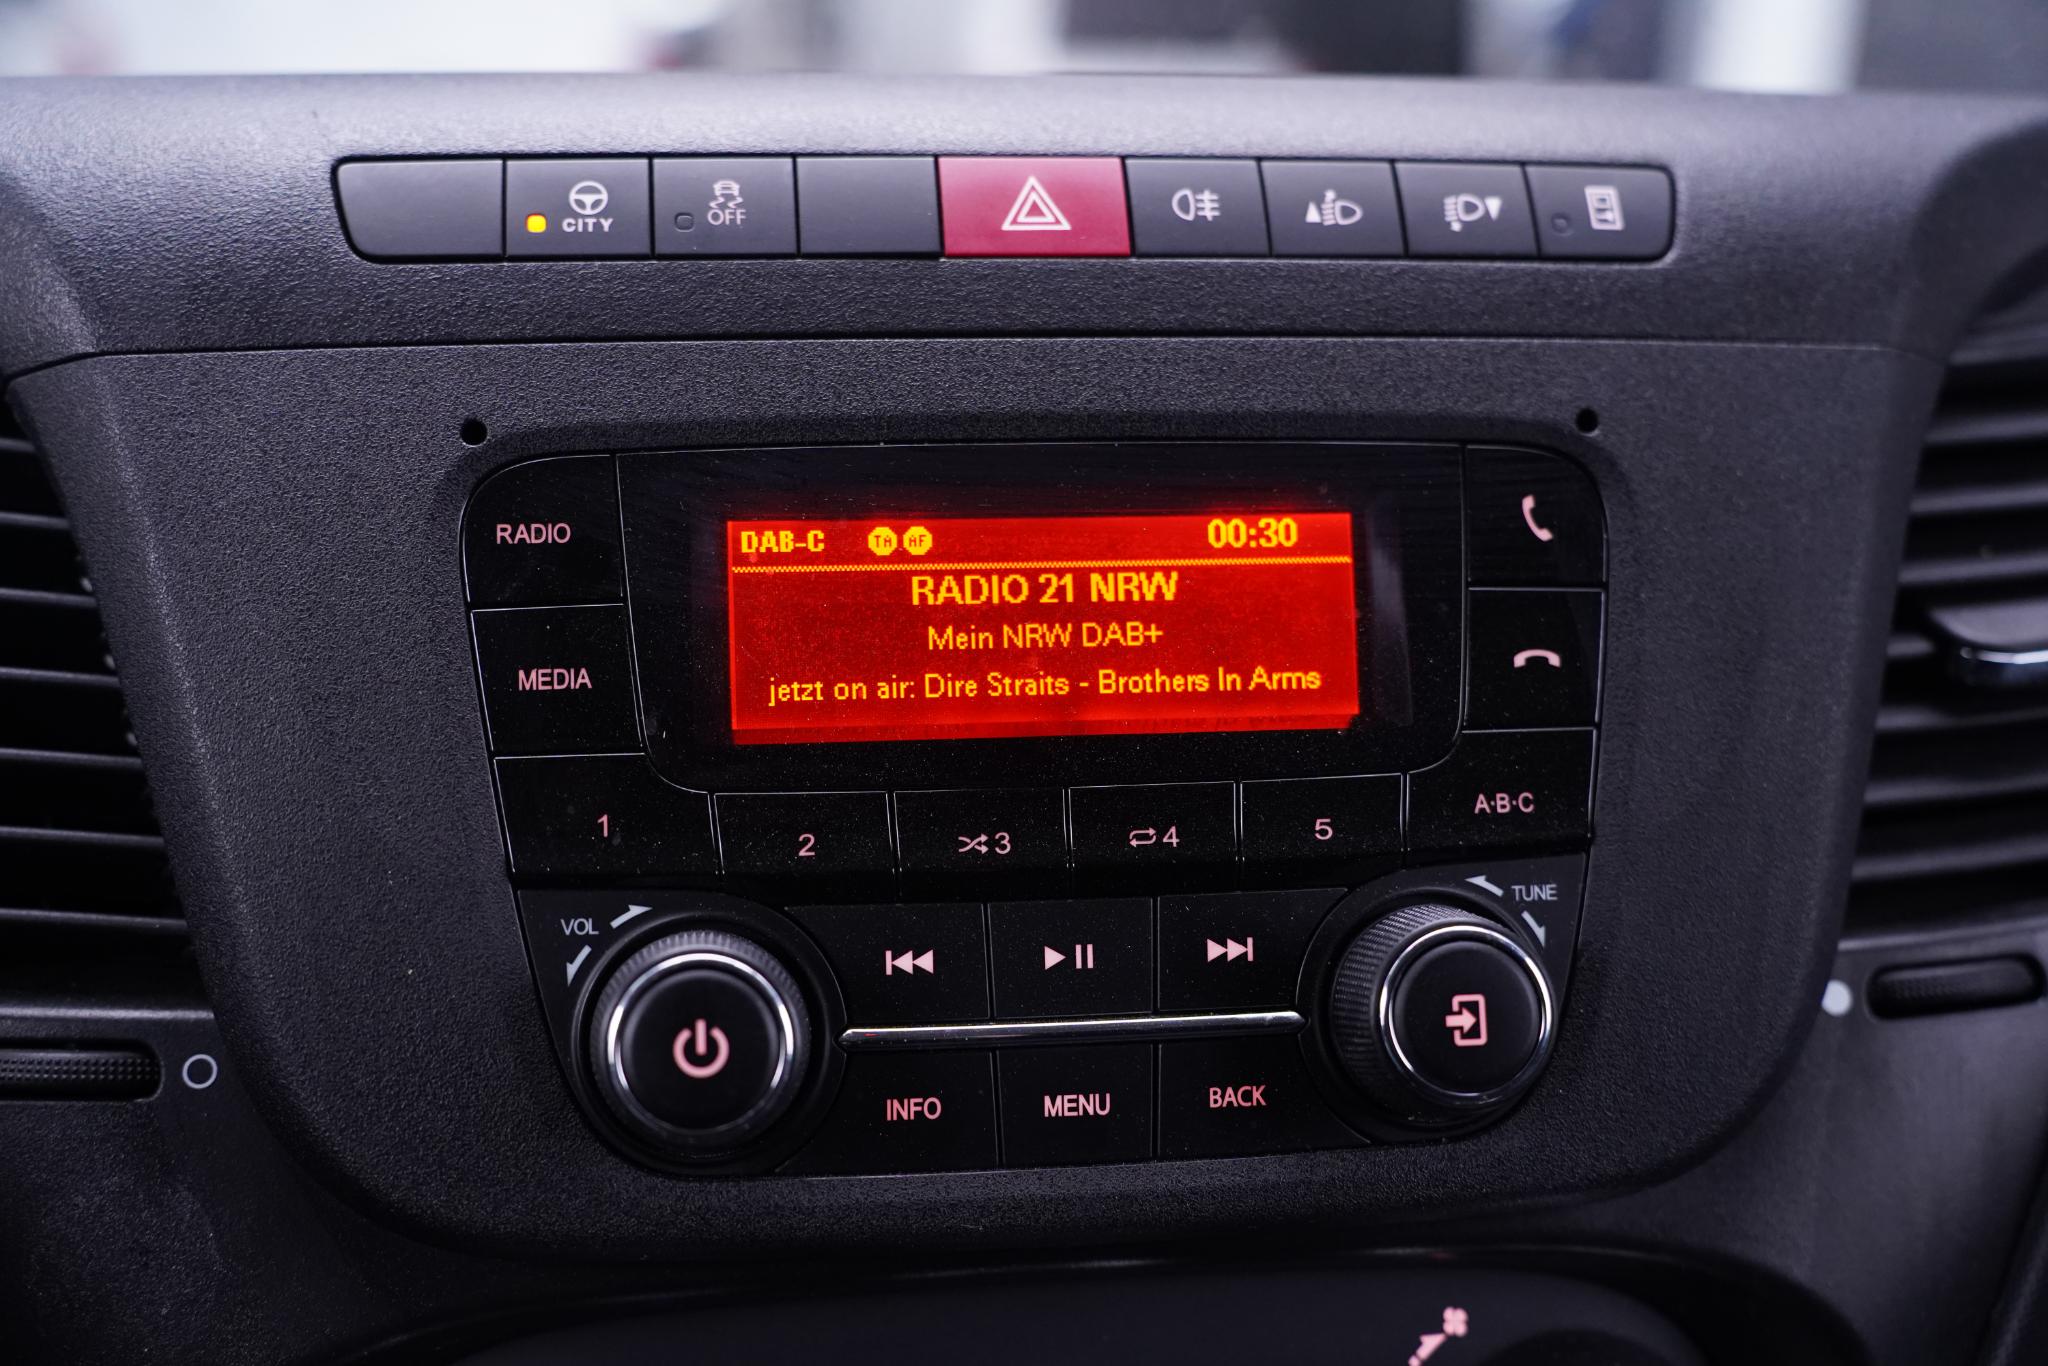 CITY
OFF
RADIO
MEDIA
DAB-C TA AF 00:30
RADIO 21 NRW
Mein NRW DAB+
jetzt on air: Dire Straits - Brothers In Arms
1
2
3
4
5
A·B·C
VOL
TUNE
INFO
MENU
BACK